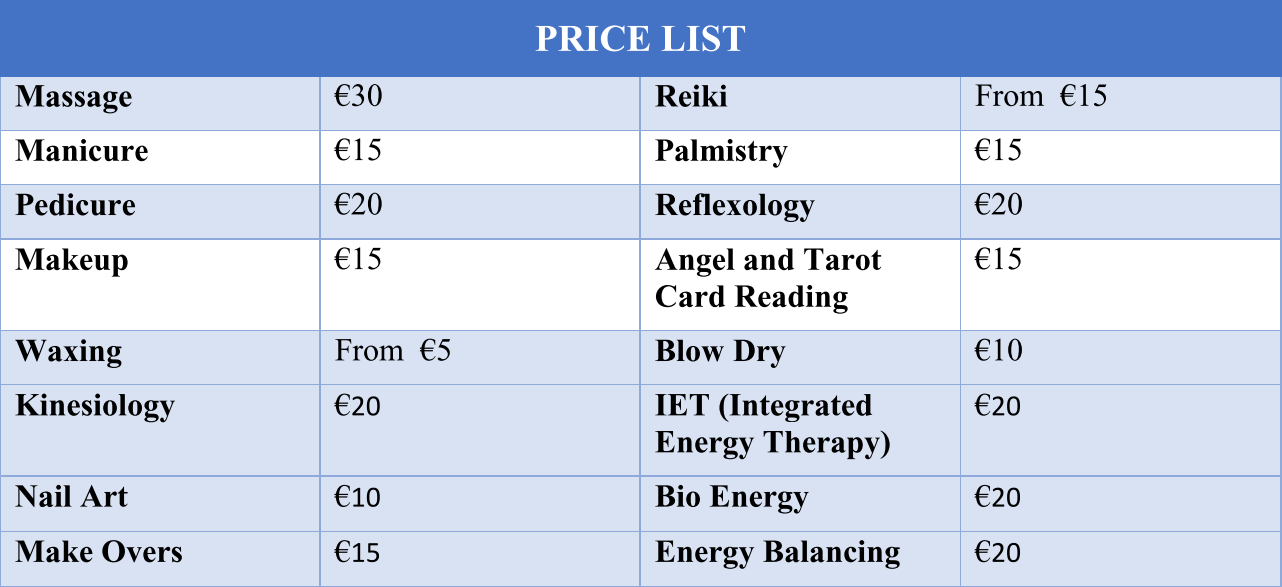 PRICE LIST
Massage €30 Reiki From €15
Manicure €15 Palmistry €15
Pedicure €20 Reflexology €20
Makeup €15 Angel and Tarot €15
Card Reading
Waxing From €5 Blow Dry €10
Kinesiology €20 IET (Integrated €20
Energy Therapy)
Nail Art €10 Bio Energy €20
Make Overs €15 Energy Balancing €20